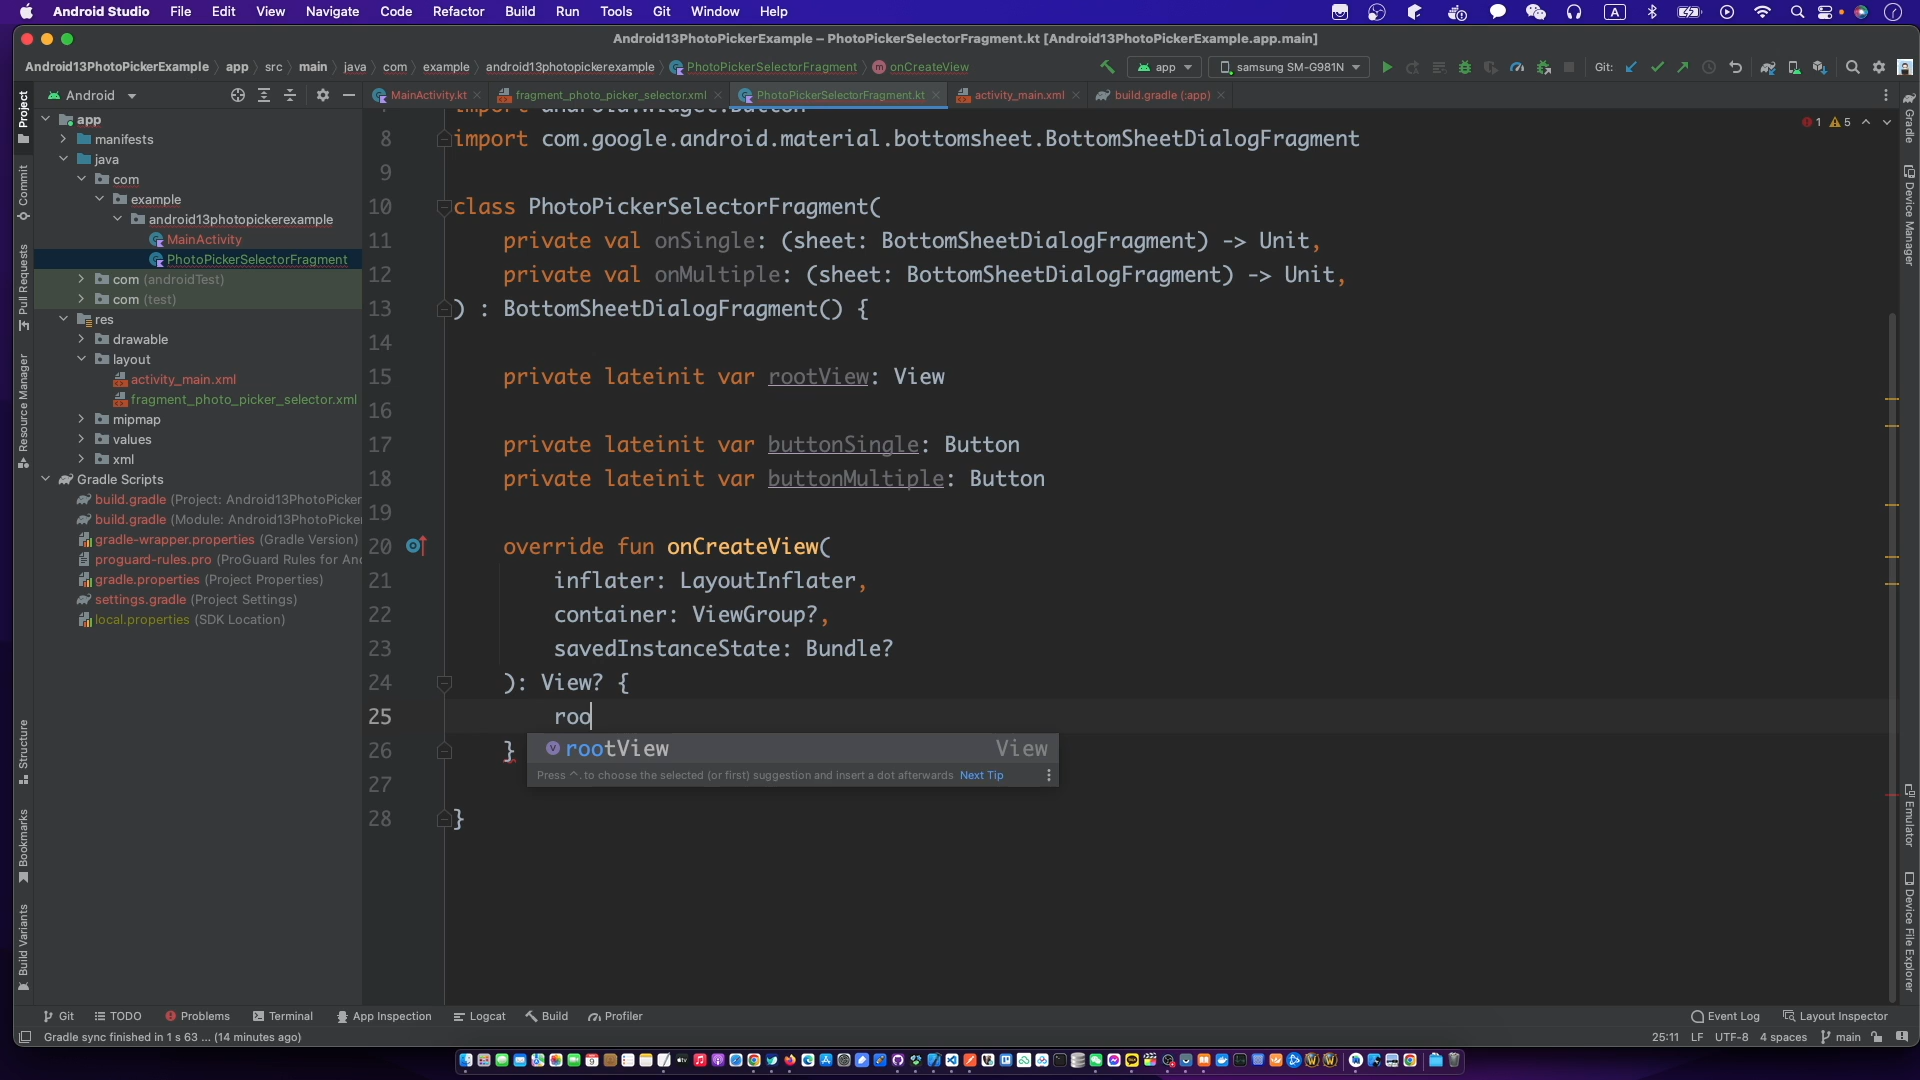 Android Studio File Edit View Navigate Code Refactor Build Run Tools Git Window Help
Android13PhotoPickerExample – PhotoPickerSelectorFragment.kt [Android13PhotoPickerExample.app.main]
Android13PhotoPickerExample app src main java com example android13photopickerexample PhotoPickerSelectorFragment onCreateView app samsung SM-G981N Git:
Android MainActivity.kt fragment_photo_picker_selector.xml PhotoPickerSelectorFragment.kt activity_main.xml build.gradle (:app)
Project
Commit
Pull Requests
Resource Manager
Structure
Bookmarks
Build Variants
app
manifests
java
com
example
android13photopickerexample
MainActivity
PhotoPickerSelectorFragment
com (androidTest)
com (test)
res
drawable
layout
activity_main.xml
fragment_photo_picker_selector.xml
mipmap
values
xml
Gradle Scripts
build.gradle (Project: Android13PhotoPicker
build.gradle (Module: Android13PhotoPicke
gradle-wrapper.properties (Gradle Version)
proguard-rules.pro (ProGuard Rules for An
gradle.properties (Project Properties)
settings.gradle (Project Settings)
local.properties (SDK Location)
1 5
7 import android.widget.Button
8 import com.google.android.material.bottomsheet.BottomSheetDialogFragment
9
10 class PhotoPickerSelectorFragment(
11 private val onSingle: (sheet: BottomSheetDialogFragment) -> Unit,
12 private val onMultiple: (sheet: BottomSheetDialogFragment) -> Unit,
13 ) : BottomSheetDialogFragment() {
14
15 private lateinit var rootView: View
16
17 private lateinit var buttonSingle: Button
18 private lateinit var buttonMultiple: Button
19
20 override fun onCreateView(
21 inflater: LayoutInflater,
22 container: ViewGroup?,
23 savedInstanceState: Bundle?
24 ): View? {
25 roo
26 }
27
28 }
rootView View
Press ^. to choose the selected (or first) suggestion and insert a dot afterwards Next Tip
Gradle
Device Manager
Emulator
Device File Explorer
Git TODO Problems Terminal App Inspection Logcat Build Profiler Event Log Layout Inspector
Gradle sync finished in 1 s 63 ... (14 minutes ago) 25:11 LF UTF-8 4 spaces main